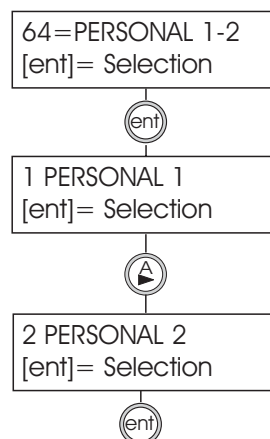 64=PERSONAL 1-2
[ent]= Selection
ent
1 PERSONAL 1
[ent]= Selection
A
2 PERSONAL 2
[ent]= Selection
ent